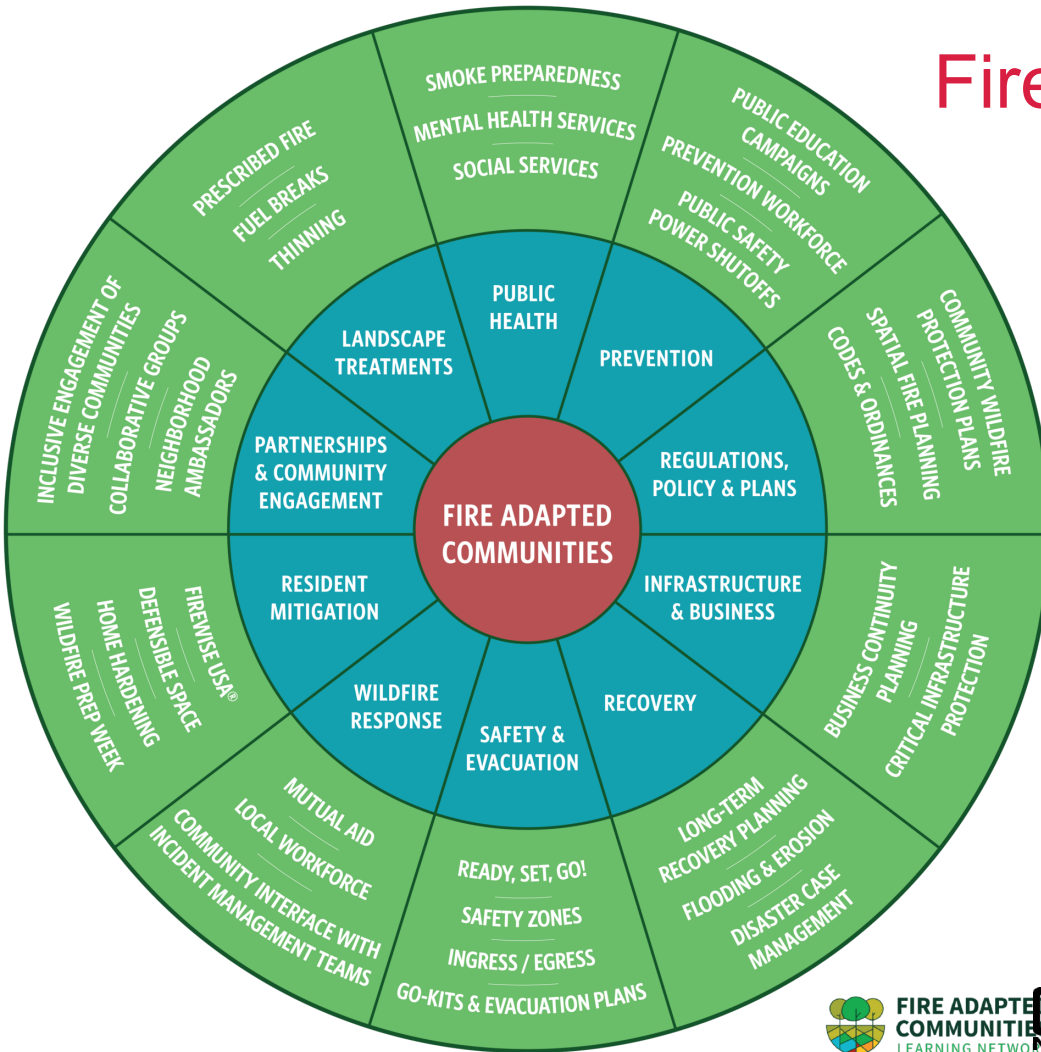 Fire
SMOKE PREPAREDNESS
MENTAL HEALTH SERVICES
SOCIAL SERVICES
PUBLIC EDUCATION
CAMPAIGNS
PREVENTION WORKFORCE
PUBLIC SAFETY
POWER SHUTOFFS
COMMUNITY WILDFIRE
PROTECTION PLANS
SPATIAL FIRE PLANNING
CODES & ORDINANCES
BUSINESS CONTINUITY
PLANNING
CRITICAL INFRASTRUCTURE
PROTECTION
LONG-TERM
RECOVERY PLANNING
FLOODING & EROSION
DISASTER CASE
MANAGEMENT
READY, SET, GO!
SAFETY ZONES
INGRESS / EGRESS
GO-KITS & EVACUATION PLANS
MUTUAL AID
LOCAL WORKFORCE
COMMUNITY INTERFACE WITH
INCIDENT MANAGEMENT TEAMS
FIREWISE USA®
DEFENSIBLE SPACE
HOME HARDENING
WILDFIRE PREP WEEK
INCLUSIVE ENGAGEMENT OF
DIVERSE COMMUNITIES
COLLABORATIVE GROUPS
NEIGHBORHOOD
AMBASSADORS
PRESCRIBED FIRE
FUEL BREAKS
THINNING
PUBLIC
HEALTH
PREVENTION
REGULATIONS,
POLICY & PLANS
INFRASTRUCTURE
& BUSINESS
RECOVERY
SAFETY &
EVACUATION
WILDFIRE
RESPONSE
RESIDENT
MITIGATION
PARTNERSHIPS
& COMMUNITY
ENGAGEMENT
LANDSCAPE
TREATMENTS
FIRE ADAPTED
COMMUNITIES
FIRE ADAPTE
COMMUNITIE
LEARNING NETWO